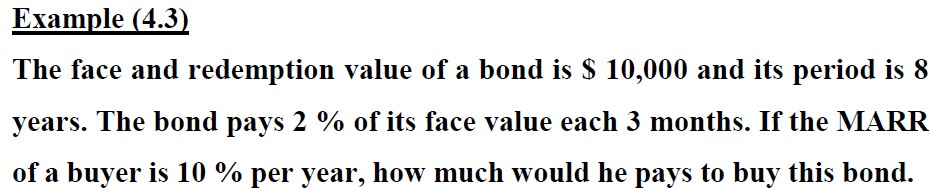 Example (4.3)
The face and redemption value of a bond is $ 10,000 and its period is 8
years. The bond pays 2 % of its face value each 3 months. If the MARR
of a buyer is 10 % per year, how much would he pays to buy this bond.